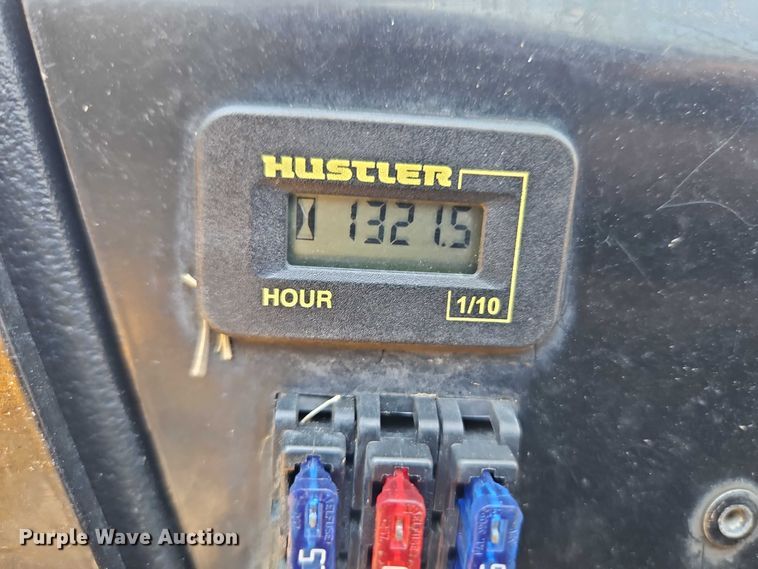 HUSTLER
1321.5
HOUR
1/10
Purple Wave Auction